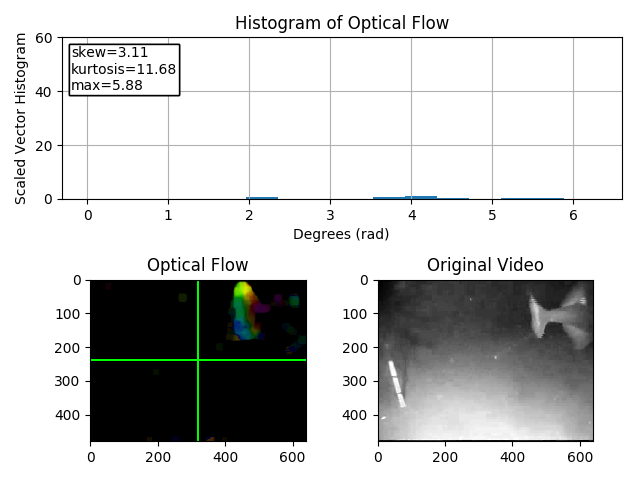 Histogram of Optical Flow
Scaled Vector Histogram
60
40
20
0
skew=3.11
kurtosis=11.68
max=5.88
0 1 2 3 4 5 6
Degrees (rad)
Optical Flow
0
100
200
300
400
0 200 400 600
Original Video
0
100
200
300
400
0 200 400 600